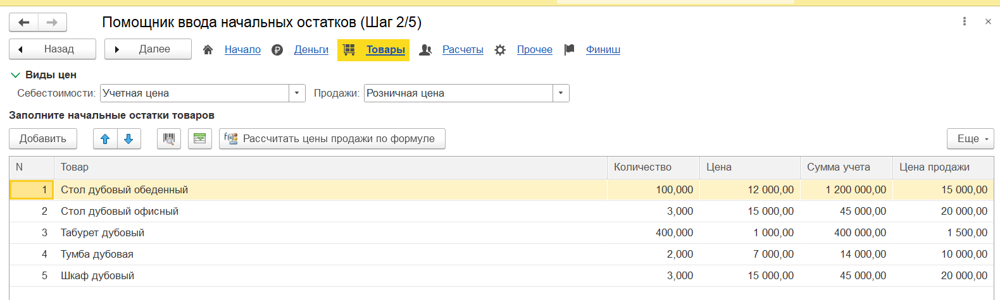 Помощник ввода начальных остатков (Шаг 2/5)
Назад Далее Начало Деньги Товары Расчеты Прочее Финиш
Виды цен
Себестоимости: Учетная цена Продажи: Розничная цена
Заполните начальные остатки товаров
Добавить Рассчитать цены продажи по формуле Еще
N Товар Количество Цена Сумма учета Цена продажи
1 Стол дубовый обеденный 100,000 12 000,00 1 200 000,00 15 000,00
2 Стол дубовый офисный 3,000 15 000,00 45 000,00 20 000,00
3 Табурет дубовый 400,000 1 000,00 400 000,00 1 500,00
4 Тумба дубовая 2,000 7 000,00 14 000,00 10 000,00
5 Шкаф дубовый 3,000 15 000,00 45 000,00 20 000,00